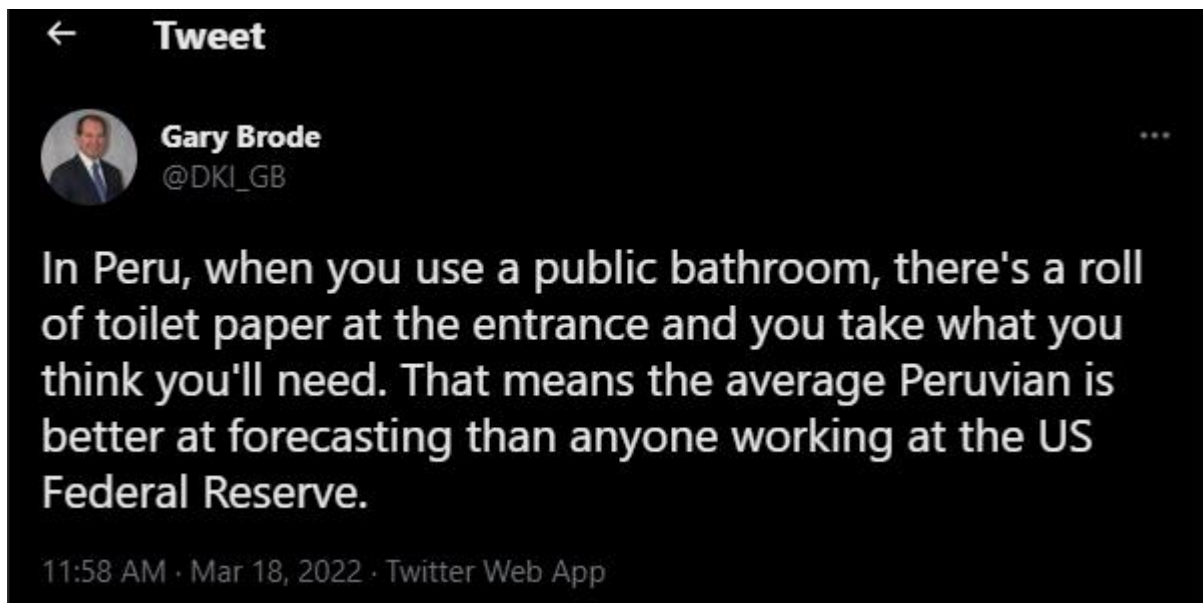 Tweet
Gary Brode
@DKI_GB
In Peru, when you use a public bathroom, there's a roll
of toilet paper at the entrance and you take what you
think you'll need. That means the average Peruvian is
better at forecasting than anyone working at the US
Federal Reserve.
11:58 AM · Mar 18, 2022 · Twitter Web App